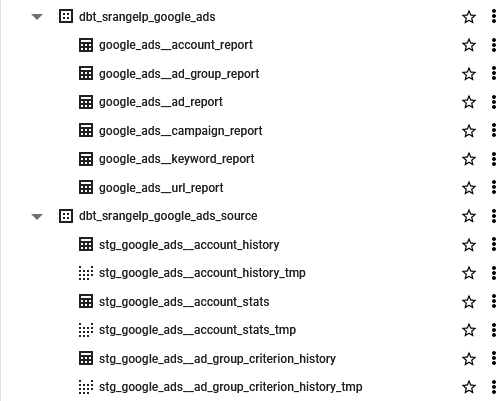 dbt_srangelp_google_ads
google_ads__account_report
google_ads__ad_group_report
google_ads__ad_report
google_ads__campaign_report
google_ads__keyword_report
google_ads__url_report
dbt_srangelp_google_ads_source
stg_google_ads__account_history
stg_google_ads__account_history_tmp
stg_google_ads__account_stats
stg_google_ads__account_stats_tmp
stg_google_ads__ad_group_criterion_history
stg_google_ads__ad_group_criterion_history_tmp